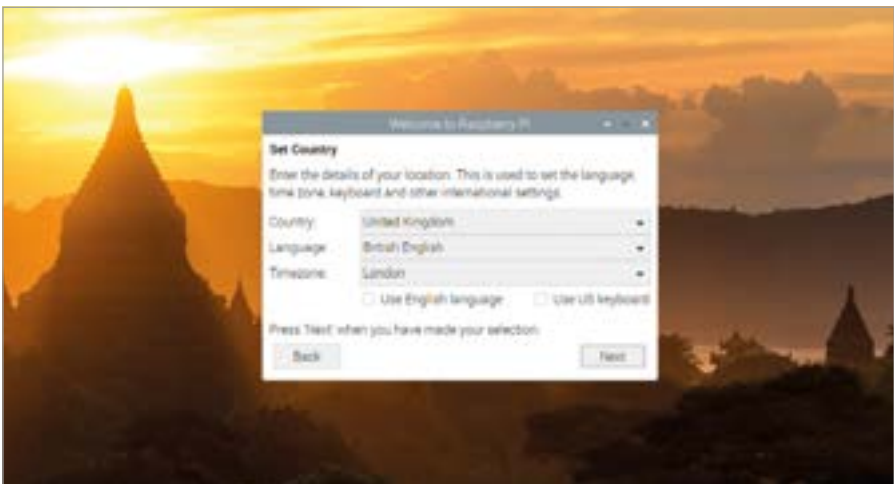 Welcome to Raspberry Pi
Set Country
Enter the details of your location. This is used to set the language,
time zone, keyboard and other international settings.
Country: United Kingdom
Language: British English
Timezone: London
Use English language Use US keyboard
Press 'Next' when you have made your selection.
Back Next